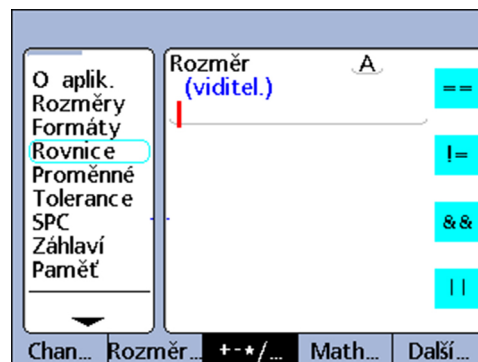 O aplik.
Rozměry
Formáty
Rovnice
Proměnné
Tolerance
SPC
Záhlaví
Paměť
Rozměr A
(viditel.)
==
!=
&&
||
Chan... Rozměr... +-*/... Math... Další...